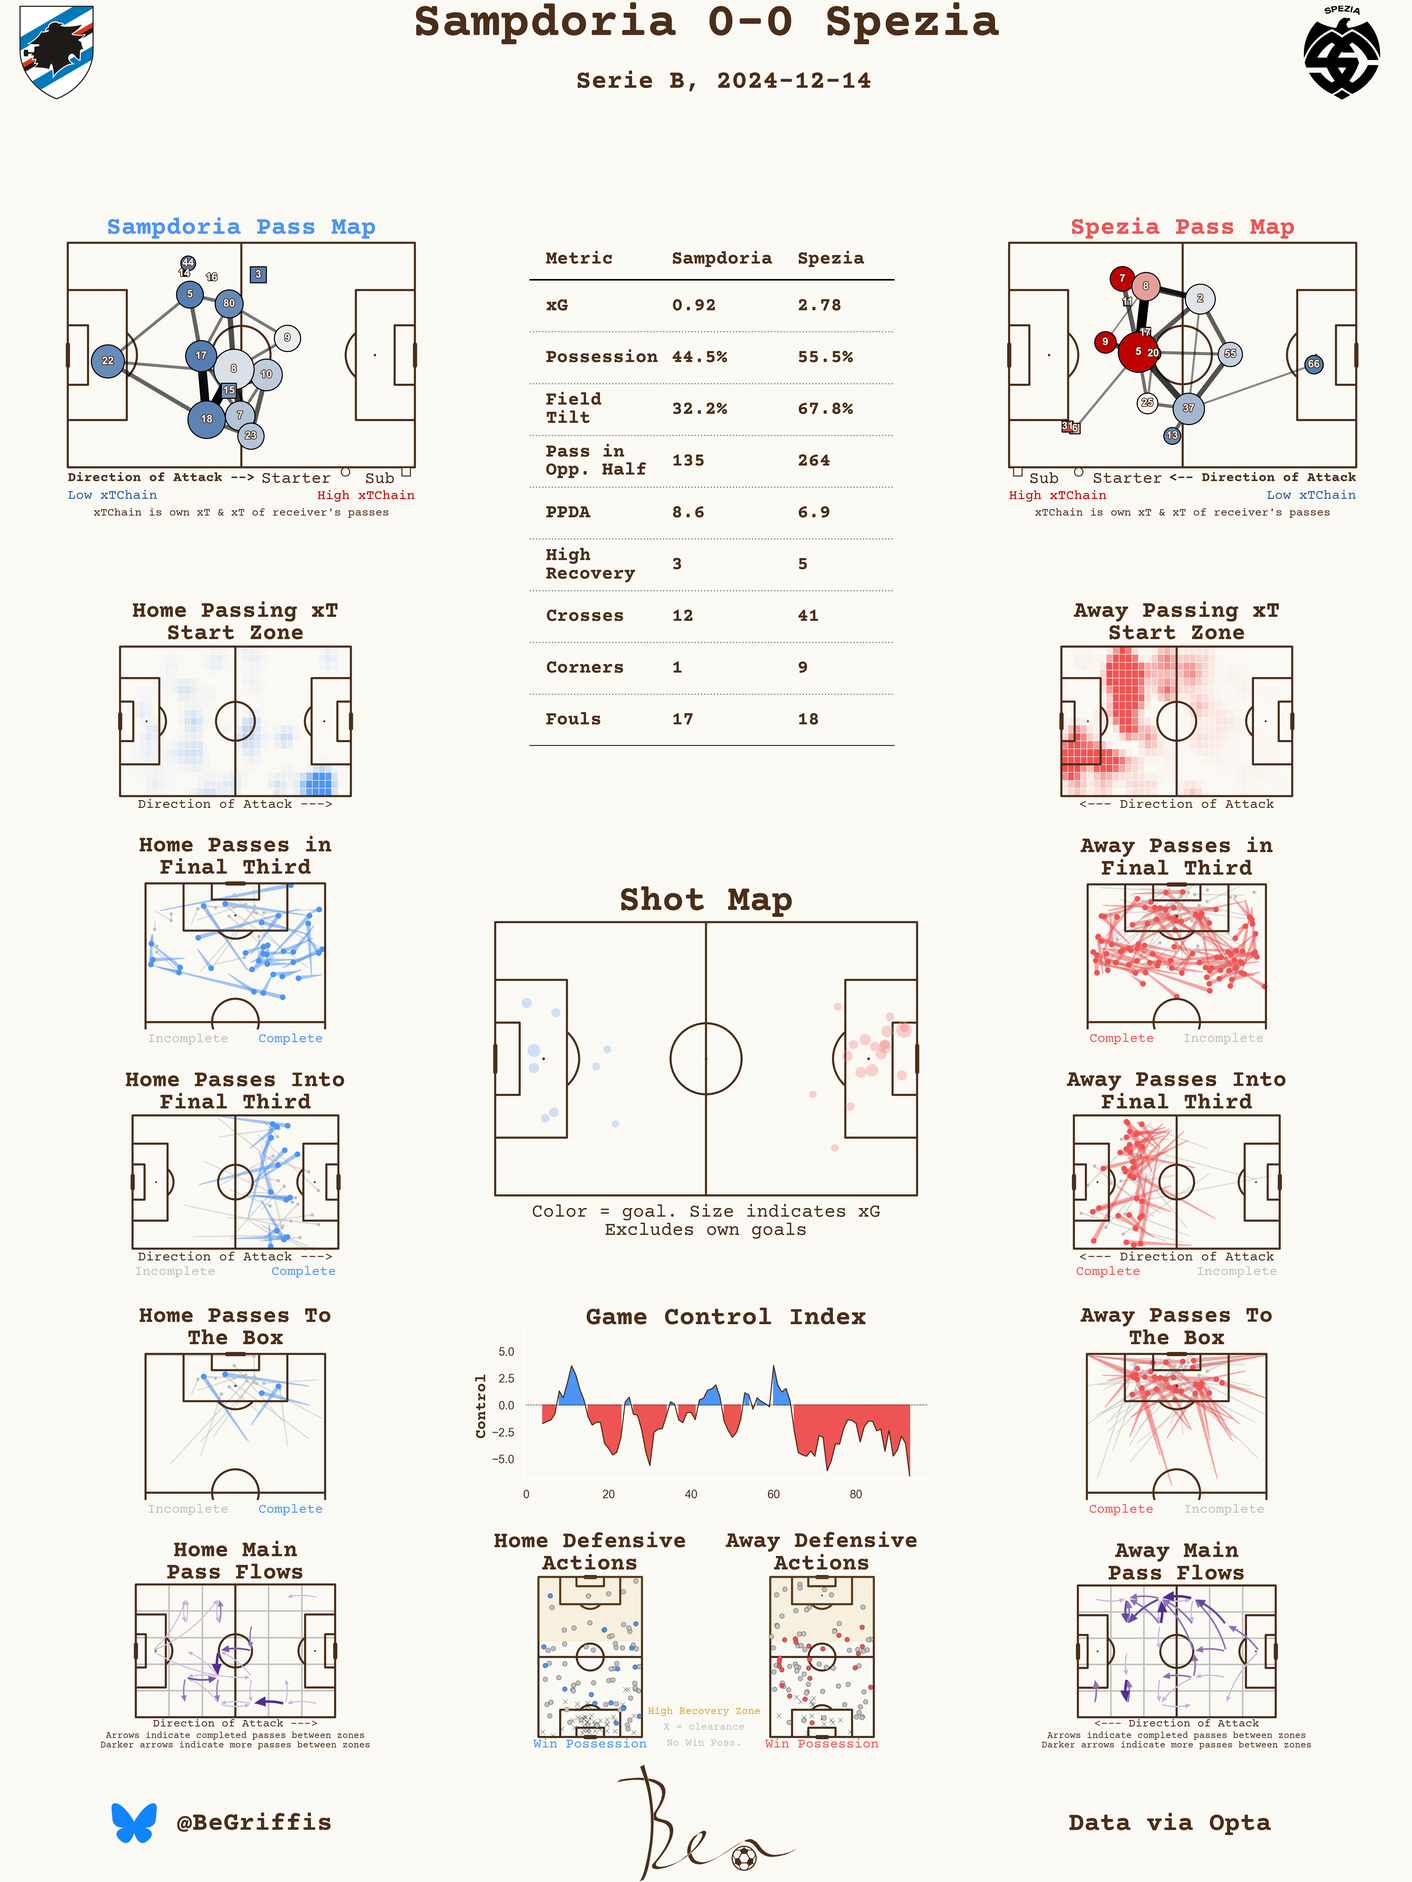 Sampdoria 0-0 Spezia
Serie B, 2024-12-14
SPEZIA
Sampdoria Pass Map
44
14
16
3
5
80
9
17
22
8
10
15
18
7
23
Direction of Attack --> Starter Sub
Low xTChain High xTChain
xTChain is own xT & xT of receiver's passes
Metric Sampdoria Spezia
xG 0.92 2.78
Possession 44.5% 55.5%
Field
Tilt 32.2% 67.8%
Pass in
Opp. Half 135 264
PPDA 8.6 6.9
High
Recovery 3 5
Crosses 12 41
Corners 1 9
Fouls 17 18
Spezia Pass Map
7
8
11
2
17
9
5
20
55
66
25
37
13
Sub Starter <-- Direction of Attack
High xTChain Low xTChain
xTChain is own xT & xT of receiver's passes
Home Passing xT
Start Zone
Direction of Attack --->
Away Passing xT
Start Zone
<--- Direction of Attack
Home Passes in
Final Third
Incomplete Complete
Away Passes in
Final Third
Complete Incomplete
Shot Map
Color = goal. Size indicates xG
Excludes own goals
Home Passes Into
Final Third
Direction of Attack --->
Incomplete Complete
Away Passes Into
Final Third
<--- Direction of Attack
Complete Incomplete
Home Passes To
The Box
Incomplete Complete
Game Control Index
Control
5.0
2.5
0.0
−2.5
−5.0
0 20 40 60 80
Away Passes To
The Box
Complete Incomplete
Home Main
Pass Flows
Direction of Attack --->
Arrows indicate completed passes between zones
Darker arrows indicate more passes between zones
Home Defensive
Actions
Win Possession
High Recovery Zone
X = clearance
No Win Poss.
Away Defensive
Actions
Win Possession
Away Main
Pass Flows
<--- Direction of Attack
Arrows indicate completed passes between zones
Darker arrows indicate more passes between zones
@BeGriffis
Ben
Data via Opta